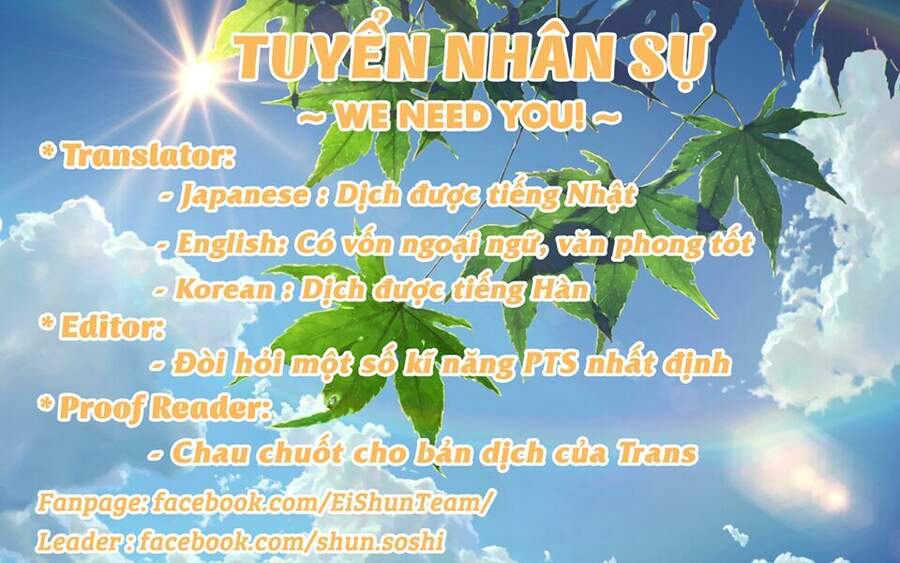 TUYỂN NHÂN SỰ
~ WE NEED YOU! ~
* Translator:
- Japanese : Dịch được tiếng Nhật
- English: Có vốn ngoại ngữ, văn phong tốt
- Korean : Dịch được tiếng Hàn
* Editor:
- Đòi hỏi một số kĩ năng PTS nhất định
* Proof Reader:
- Chau chuốt cho bản dịch của Trans
Fanpage: facebook.com/EiShunTeam/
Leader : facebook.com/shun.soshi